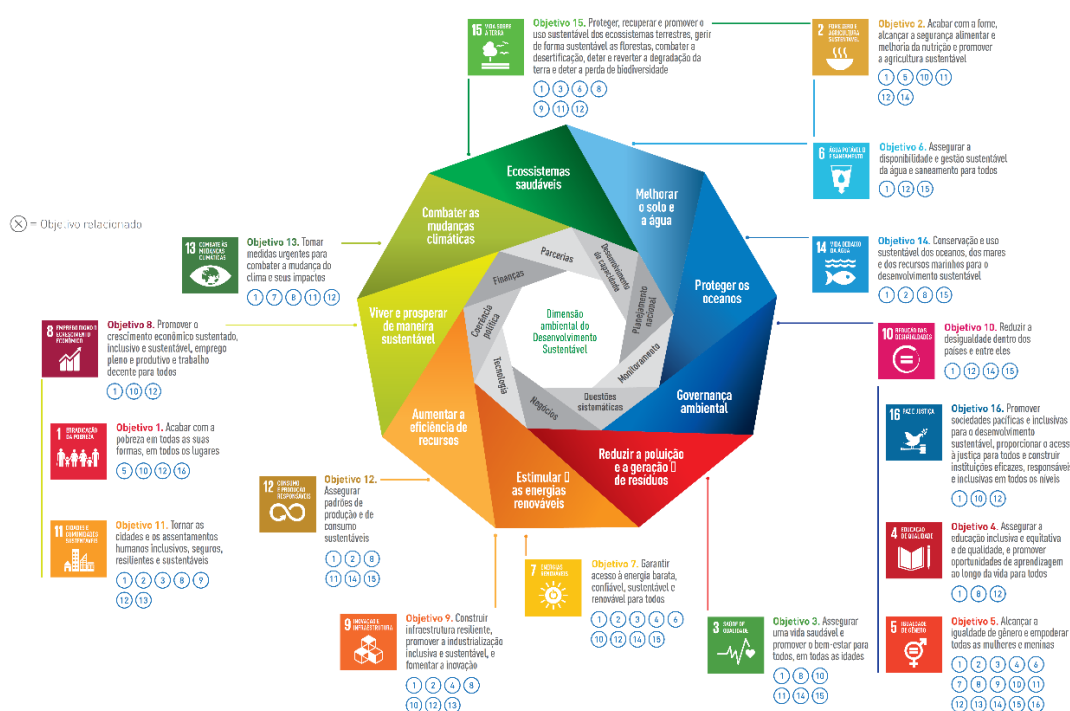 15 VIDA SOBRE
A TERRA
Objetivo 15. Proteger, recuperar e promover o
uso sustentável dos ecossistemas terrestres, gerir
de forma sustentável as florestas, combater a
desertificação, deter e reverter a degradação da
terra e deter a perda de biodiversidade
1 3 6 8
9 11 12
2 FOME ZERO E
AGRICULTURA
SUSTENTÁVEL
Objetivo 2. Acabar com a fome,
alcançar a segurança alimentar e
melhoria da nutrição e promover
a agricultura sustentável
1 5 10 11
12 14
6 ÁGUA POTÁVEL E
SANEAMENTO
Objetivo 6. Assegurar a
disponibilidade e gestão sustentável
da água e saneamento para todos
1 12 15
X = Objetivo relacionado
13 COMBATE ÀS
MUDANÇAS
CLIMÁTICAS
Objetivo 13. Tomar
medidas urgentes para
combater a mudança do
clima e seus impactos
1 7 8 11 12
14 VIDA DEBAIXO
DA ÁGUA
Objetivo 14. Conservação e uso
sustentável dos oceanos, dos mares
e dos recursos marinhos para o
desenvolvimento sustentável
1 2 8 15
8 EMPREGO DIGNO E
CRESCIMENTO
ECONÔMICO
Objetivo 8. Promover o
crescimento econômico sustentado,
inclusivo e sustentável, emprego
pleno e produtivo e trabalho
decente para todos
1 10 12
10 REDUÇÃO DAS
DESIGUALDADES
Objetivo 10. Reduzir a
desigualdade dentro dos
países e entre eles
1 12 14 15
1 ERRADICAÇÃO
DA POBREZA
Objetivo 1. Acabar com a
pobreza em todas as suas
formas, em todos os lugares
5 10 12 16
16 PAZ E JUSTIÇA
Objetivo 16. Promover
sociedades pacíficas e inclusivas
para o desenvolvimento
sustentável, proporcionar o acess
à justiça para todos e construir
instituições eficazes, responsáveis
e inclusivas em todos os níveis
1 10 12
11 CIDADES E
COMUNIDADES
SUSTENTÁVEIS
Objetivo 11. Tornar as
cidades e os assentamentos
humanos inclusivos, seguros,
resilientes e sustentáveis
1 2 3 8 9
12 13
12 CONSUMO
E PRODUÇÃO
RESPONSÁVEIS
Objetivo 12.
Assegurar
padrões de
produção e de
consumo
sustentáveis
1 2 8
11 14 15
4 EDUCAÇÃO
DE QUALIDADE
Objetivo 4. Assegurar a
educação inclusiva e equitativa
e de qualidade, e promover
oportunidades de aprendizagem
ao longo da vida para todos
1 8 12
7 ENERGIAS
RENOVÁVEIS
Objetivo 7. Garantir
acesso à energia barata,
confiável, sustentável e
renovável para todos
1 2 3 4 6
10 12 14 15
9 INOVAÇÃO E
INFRAESTRUTURA
Objetivo 9. Construir
infraestrutura resiliente,
promover a industrialização
inclusiva e sustentável, e
fomentar a inovação
1 2 4 8
10 12 13
3 SAÚDE DE
QUALIDADE
Objetivo 3. Assegurar
uma vida saudável e
promover o bem-estar para
todos, em todas as idades
1 8 10
11 14 15
5 IGUALDADE
DE GÊNERO
Objetivo 5. Alcançar a
igualdade de gênero e empoderar
todas as mulheres e meninas
1 2 3 4 6
7 8 9 10 11
12 13 14 15 16
Ecossistemas
saudáveis
Melhorar
o solo e
a água
Proteger os
oceanos
Governança
ambiental
Reduzir a poluição
e a geração
de resíduos
Estimular
as energias
renováveis
Aumentar a
eficiência de
recursos
Viver e prosperar
de maneira
sustentável
Combater as
mudanças
climáticas
Parcerias
Desenvolvimento
da capacidade
Planejamento
nacional
Monitoramento
Questões
sistemáticas
Negócios
Tecnologia
Coerência
política
Finanças
Dimensão
ambiental do
Desenvolvimento
Sustentável